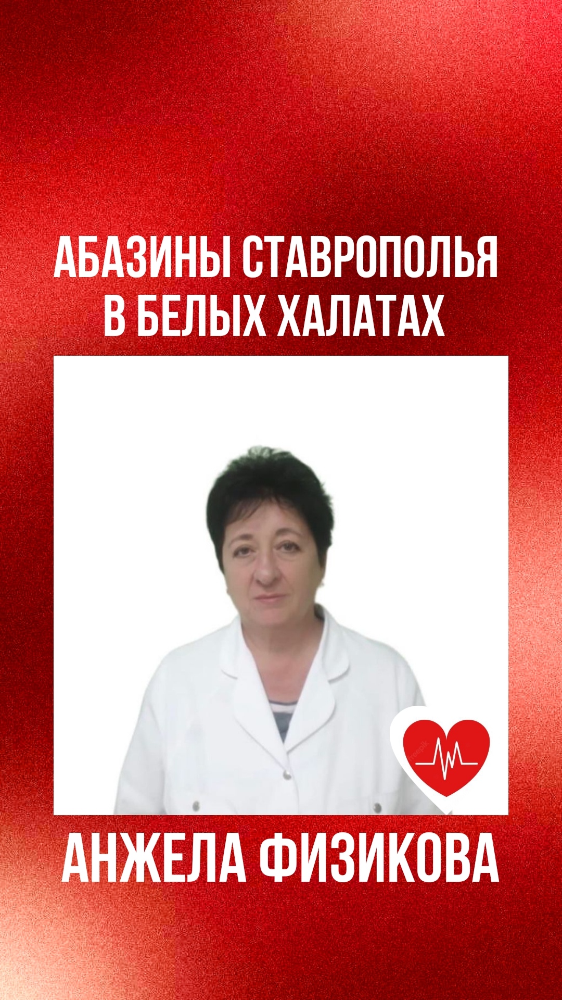 АБАЗИНЫ СТАВРОПОЛЬЯ
В БЕЛЫХ ХАЛАТАХ
АНЖЕЛА ФИЗИКОВА